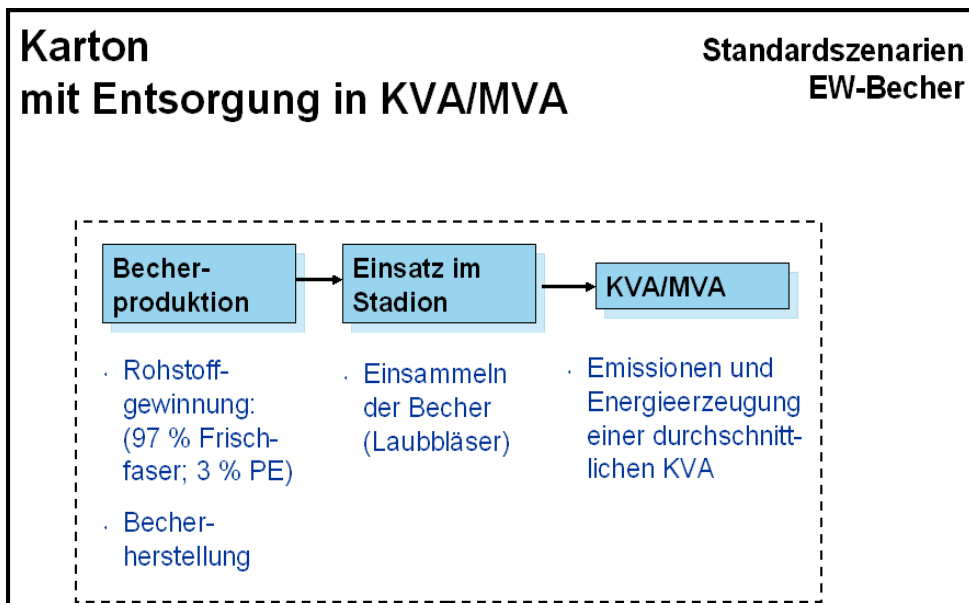 Karton
mit Entsorgung in KVA/MVA
Standardszenarien
EW-Becher
Becher-
produktion
Einsatz im
Stadion
KVA/MVA
Rohstoff-
gewinnung:
(97 % Frisch-
faser; 3 % PE)
Becher-
herstellung
Einsammeln
der Becher
(Laubbläser)
Emissionen und
Energieerzeugung
einer durchschnitt-
lichen KVA